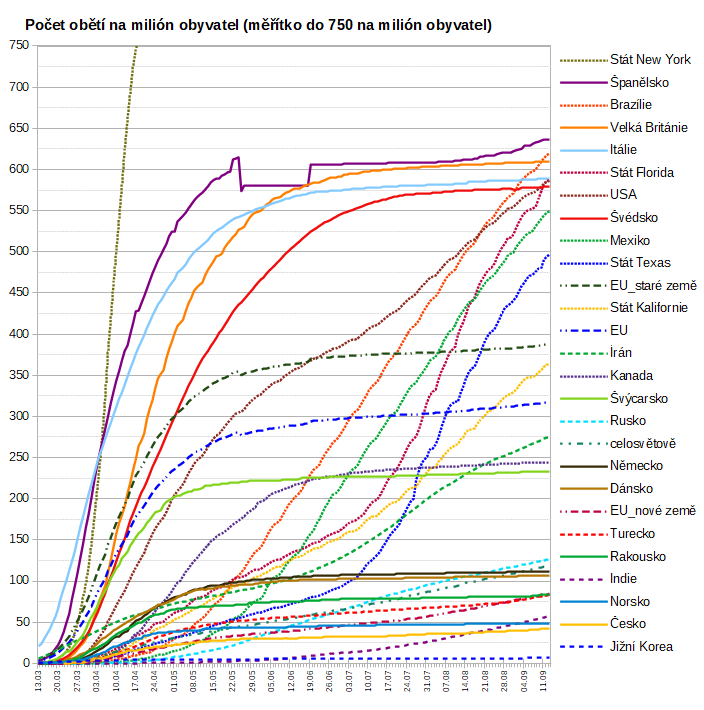 Počet obětí na milión obyvatel (měřítko do 750 na milión obyvatel)
750
700
650
600
550
500
450
400
350
300
250
200
150
100
50
0
13.03
20.03
27.03
03.04
10.04
17.04
24.04
01.05
08.05
15.05
22.05
29.05
05.06
12.06
19.06
26.06
03.07
10.07
17.07
24.07
31.07
07.08
14.08
21.08
28.08
04.09
11.09
Stát New York
Španělsko
Brazílie
Velká Británie
Itálie
Stát Florida
USA
Švédsko
Mexiko
Stát Texas
EU_staré země
Stát Kalifornie
EU
Írán
Kanada
Švýcarsko
Rusko
celosvětově
Německo
Dánsko
EU_nové země
Turecko
Rakousko
Indie
Norsko
Česko
Jižní Korea